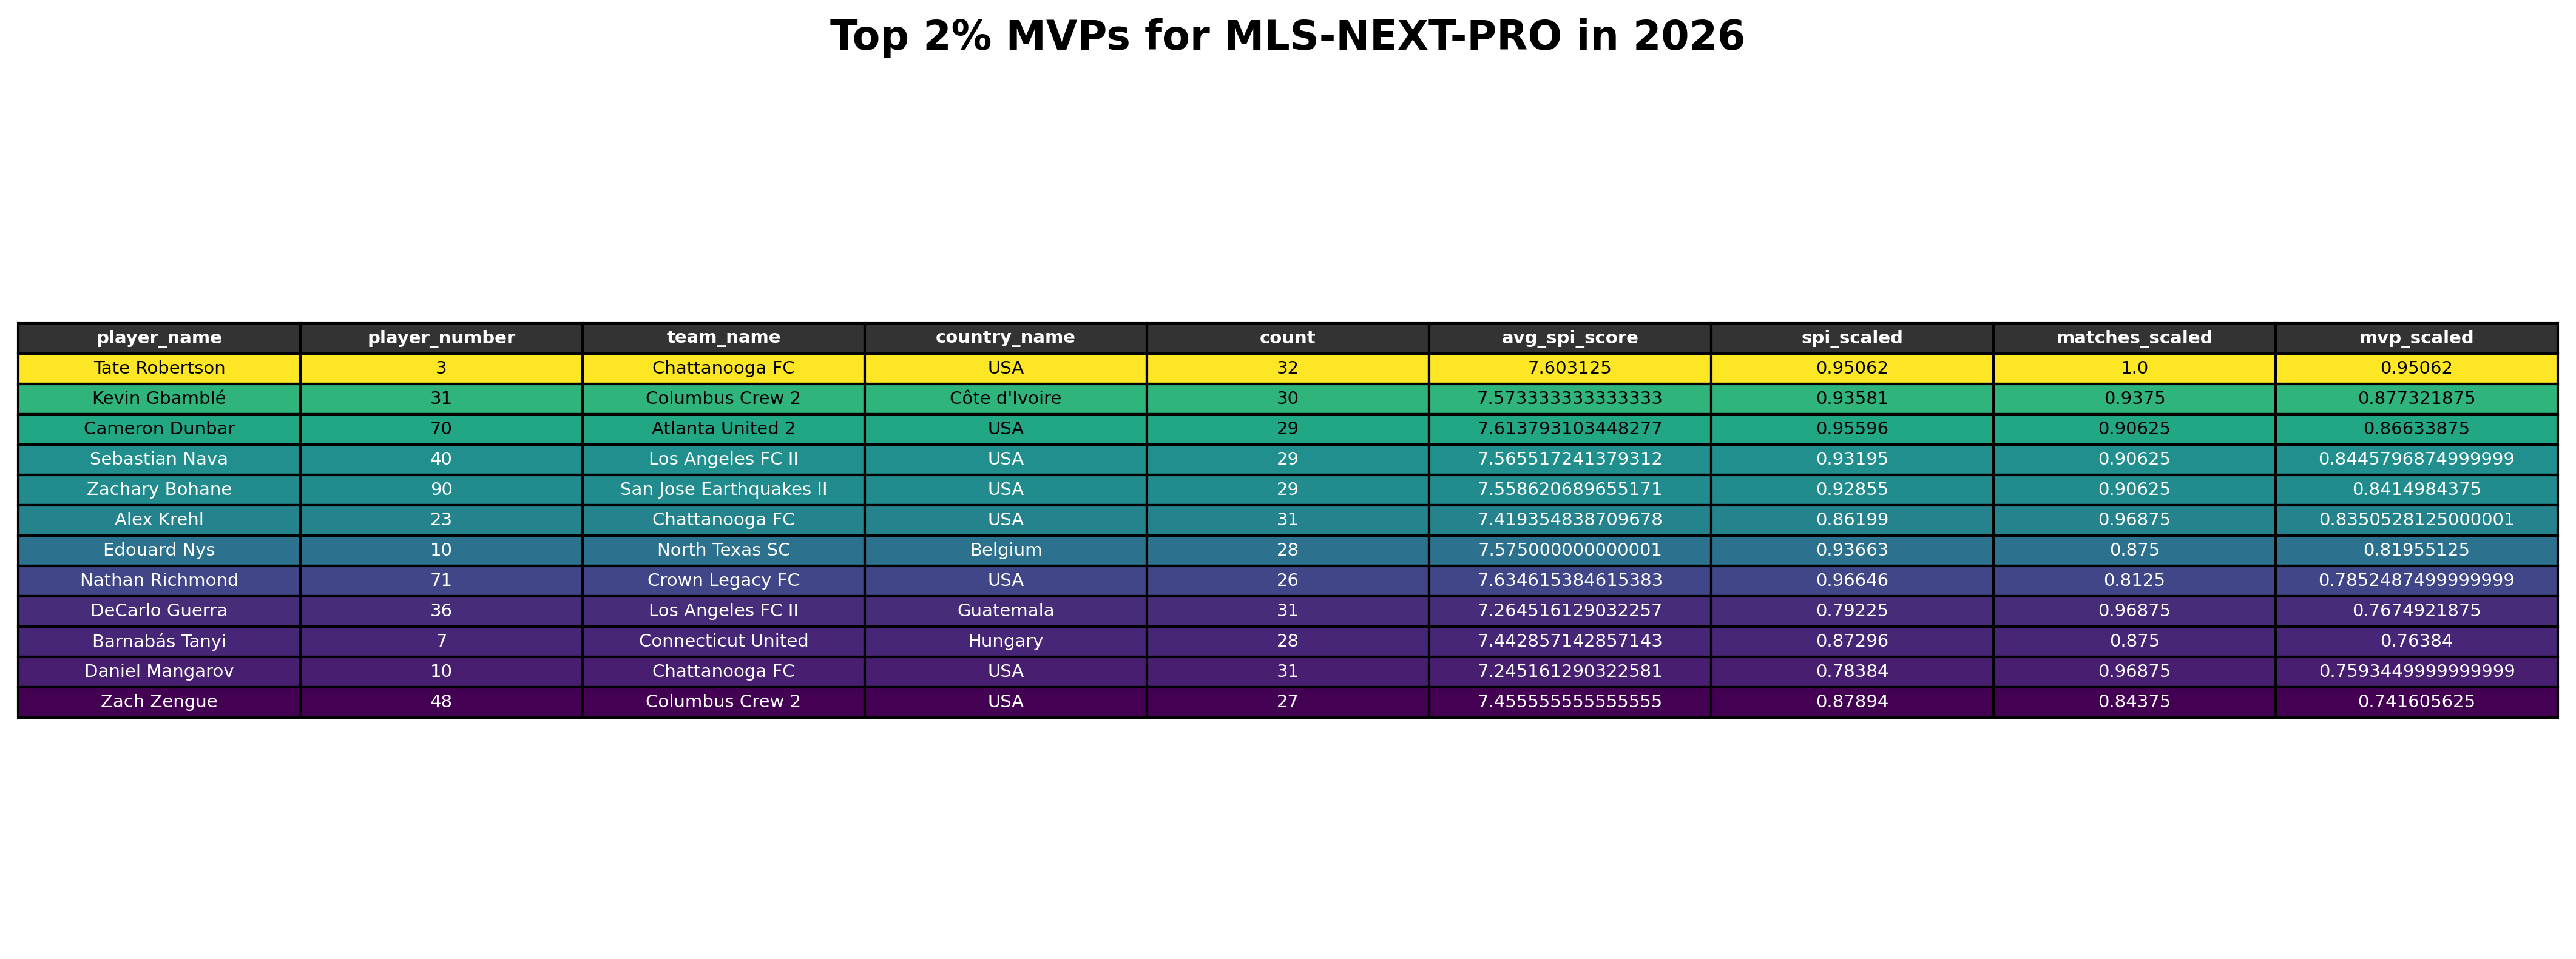 Top 2% MVPs for MLS-NEXT-PRO in 2026
player_name player_number team_name country_name count avg_spi_score spi_scaled matches_scaled mvp_scaled
Tate Robertson 3 Chattanooga FC USA 32 7.603125 0.95062 1.0 0.95062
Kevin Gbamblé 31 Columbus Crew 2 Côte d'Ivoire 30 7.573333333333333 0.93581 0.9375 0.877321875
Cameron Dunbar 70 Atlanta United 2 USA 29 7.613793103448277 0.95596 0.90625 0.86633875
Sebastian Nava 40 Los Angeles FC II USA 29 7.565517241379312 0.93195 0.90625 0.8445796874999999
Zachary Bohane 90 San Jose Earthquakes II USA 29 7.558620689655171 0.92855 0.90625 0.8414984375
Alex Krehl 23 Chattanooga FC USA 31 7.419354838709678 0.86199 0.96875 0.8350528125000001
Edouard Nys 10 North Texas SC Belgium 28 7.575000000000001 0.93663 0.875 0.81955125
Nathan Richmond 71 Crown Legacy FC USA 26 7.634615384615383 0.96646 0.8125 0.7852487499999999
DeCarlo Guerra 36 Los Angeles FC II Guatemala 31 7.264516129032257 0.79225 0.96875 0.7674921875
Barnabás Tanyi 7 Connecticut United Hungary 28 7.442857142857143 0.87296 0.875 0.76384
Daniel Mangarov 10 Chattanooga FC USA 31 7.245161290322581 0.78384 0.96875 0.7593449999999999
Zach Zengue 48 Columbus Crew 2 USA 27 7.455555555555555 0.87894 0.84375 0.741605625